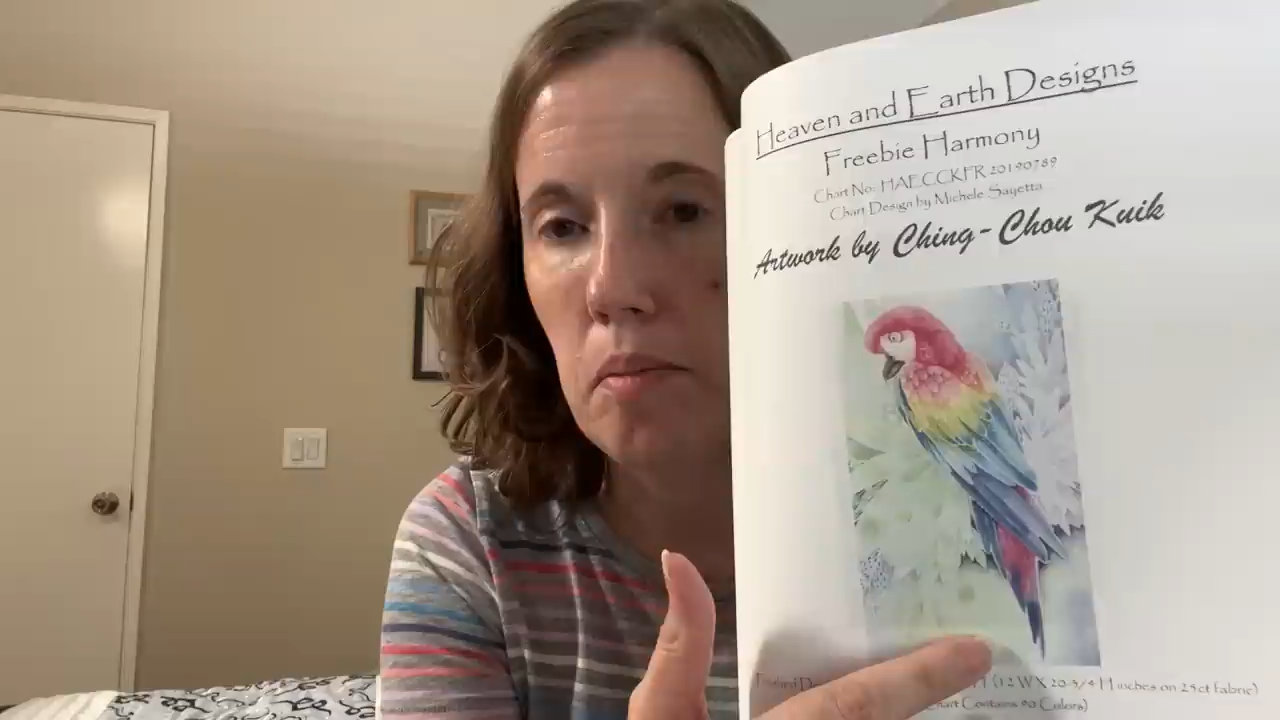 Heaven and Earth Designs
Freebie Harmony
Chart No: HAECCKFR 20190789
Chart Design by Michele Sayetta
Artwork by Ching-Chou Kuik
(12 W X 20-3/4 H inches on 25ct fabric)
Chart Contains 90 Colors)